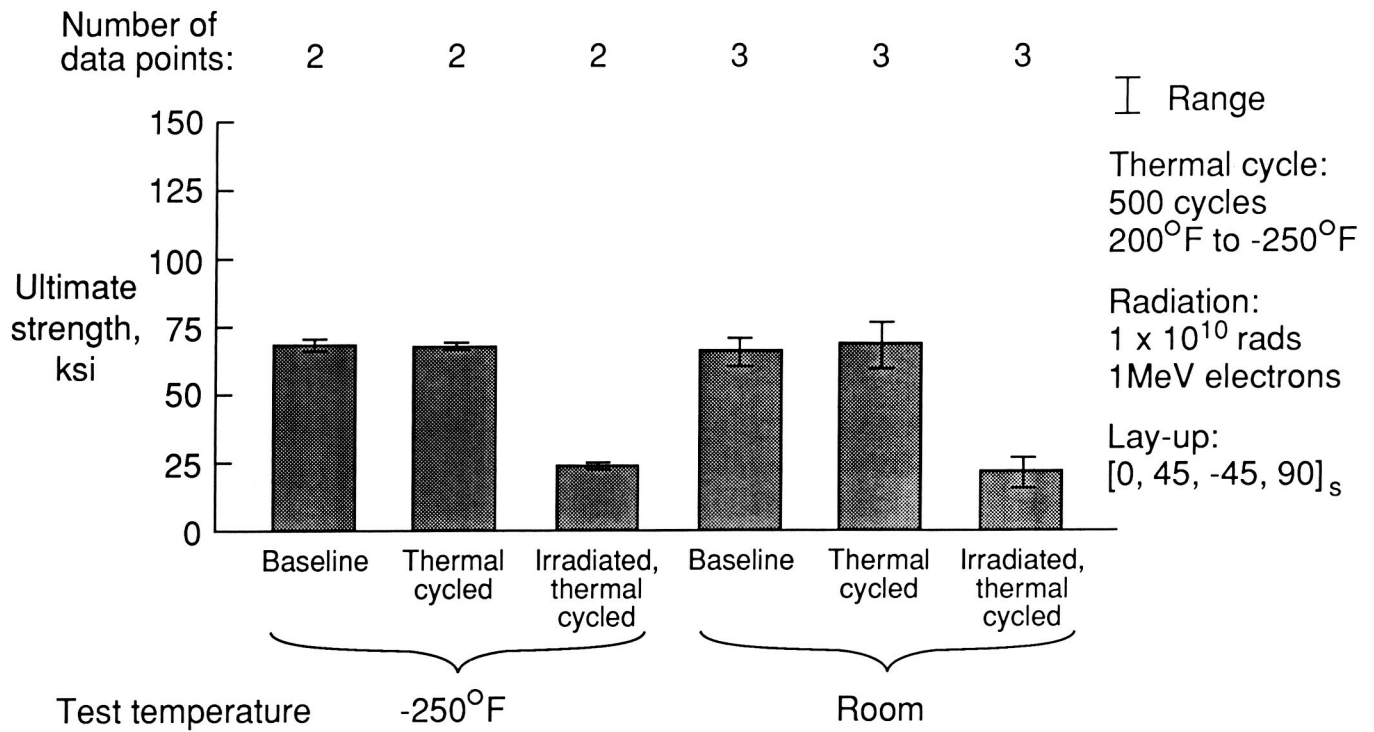 Number of
data points: 2 2 2 3 3 3
Range
150
125
100
75
50
25
0
Ultimate
strength,
ksi
Thermal cycle:
500 cycles
200°F to -250°F
Radiation:
1 x 10¹⁰ rads
1MeV electrons
Lay-up:
[0, 45, -45, 90]ₛ
Baseline
Thermal
cycled
Irradiated,
thermal
cycled
Baseline
Thermal
cycled
Irradiated,
thermal
cycled
Test temperature -250°F Room